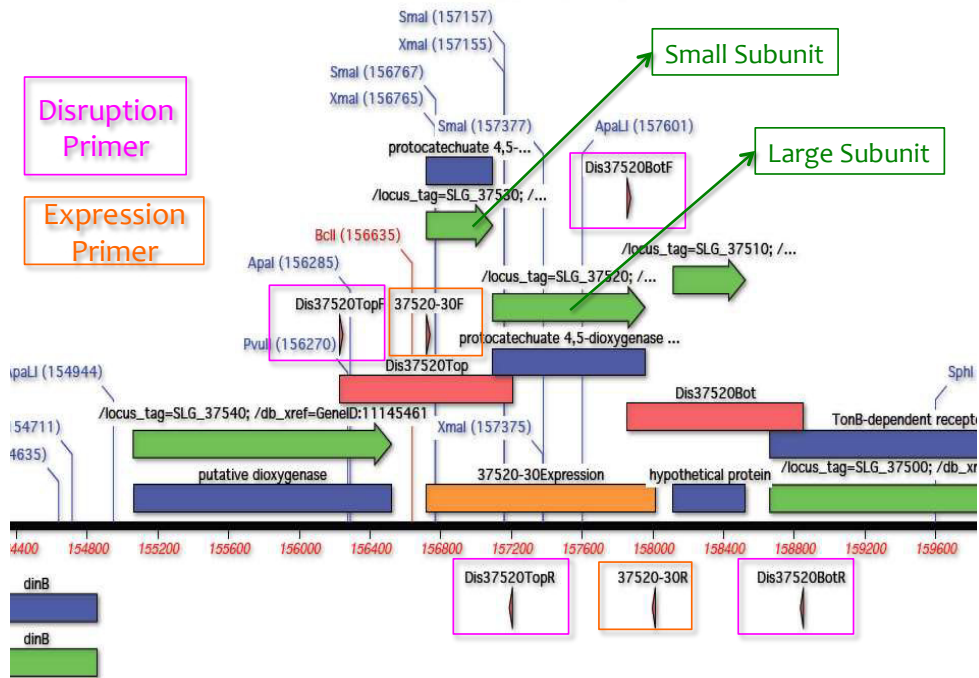 SmaI (157157)
XmaI (157155)
Small Subunit
SmaI (156767)
XmaI (156765)
Disruption
Primer
SmaI (157377)
ApaLI (157601)
protocatechuate 4,5-...
Large Subunit
Dis37520BotF
/locus_tag=SLG_37530; /...
Expression
Primer
BclI (156635)
/locus_tag=SLG_37510; /...
ApaI (156285)
/locus_tag=SLG_37520; /...
Dis37520TopF
37520-30F
PvuII (156270)
protocatechuate 4,5-dioxygenase ...
Dis37520Top
ApaLI (154944)
SphI
Dis37520Bot
/locus_tag=SLG_37540; /db_xref=GeneID:11145461
TonB-dependent recepto
154711)
XmaI (157375)
4635)
putative dioxygenase
37520-30Expression
hypothetical protein
/locus_tag=SLG_37500; /db_xr
4400
154800
155200
155600
156000
156400
156800
157200
157600
158000
158400
158800
159200
159600
dinB
Dis37520TopR
37520-30R
Dis37520BotR
dinB